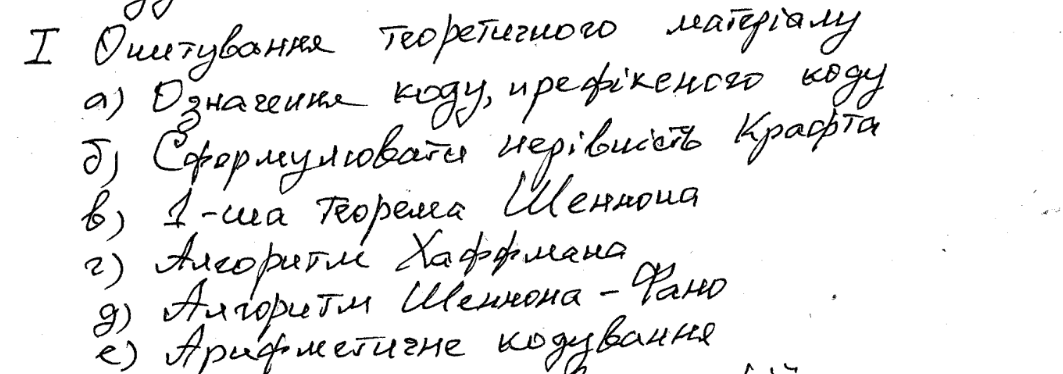 I Опитування теоретичного матеріалу
а) Означення коду, префіксного коду
б) Сформулювати нерівність Крафта
в) 1-ша теорема Шеннона
г) Алгоритм Хаффмана
д) Алгоритм Шеннона - Фано
е) Арифметичне кодування